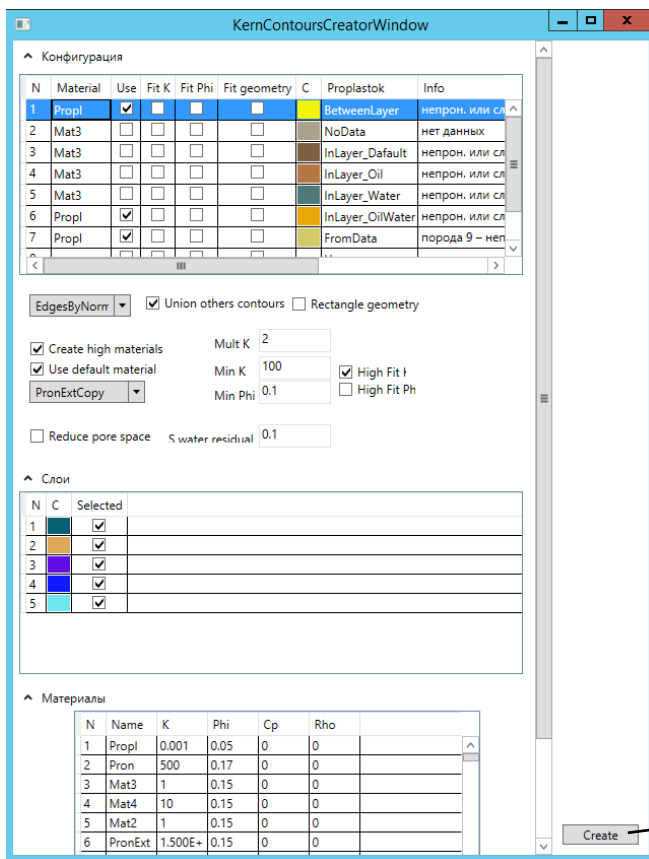 KernContoursCreatorWindow
Конфигурация
N Material Use Fit K Fit Phi Fit geometry C Proplastok Info
1 Propl BetweenLayer непрон. или сл
2 Mat3 NoData нет данных
3 Mat3 InLayer_Dafault непрон. или сл
4 Mat3 InLayer_Oil непрон. или сл
5 Mat3 InLayer_Water непрон. или сл
6 Propl InLayer_OilWater непрон. или сл
7 Propl FromData порода 9 – неп
EdgesByNorm Union others contours Rectangle geometry
Create high materials Mult K 2
Use default material Min K 100 High Fit K
PronExtCopy Min Phi 0.1 High Fit Ph
Reduce pore space S water residual 0.1
Слои
N C Selected
1
2
3
4
5
Материалы
N Name K Phi Cp Rho
1 Propl 0.001 0.05 0 0
2 Pron 500 0.17 0 0
3 Mat3 1 0.15 0 0
4 Mat4 10 0.15 0 0
5 Mat2 1 0.15 0 0
6 PronExt 1.500E+ 0.15 0 0
Create